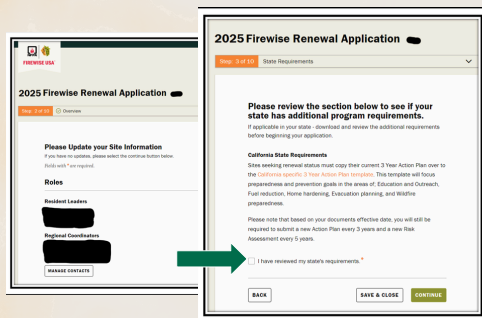 FIREWISE USA
2025 Firewise Renewal Application
Step: 2 of 10 Overview
Please Update your Site Information
If you have no updates, please select the continue button below.
Fields with * are required.
Roles
Resident Leaders
Regional Coordinators
MANAGE CONTACTS
2025 Firewise Renewal Application
Step: 3 of 10 State Requirements
Please review the section below to see if your
state has additional program requirements.
If applicable in your state - download and review the additional requirements
before beginning your application.
California State Requirements
Sites seeking renewal status must copy their current 3 Year Action Plan over to
the California specific 3 Year Action Plan template. This template will focus
preparedness and prevention goals in the areas of; Education and Outreach,
Fuel reduction, Home hardening, Evacuation planning, and Wildfire
preparedness.
Please note that based on your documents effective date, you will still be
required to submit a new Action Plan every 3 years and a new Risk
Assessment every 5 years.
I have reviewed my state's requirements. *
BACK
SAVE & CLOSE
CONTINUE